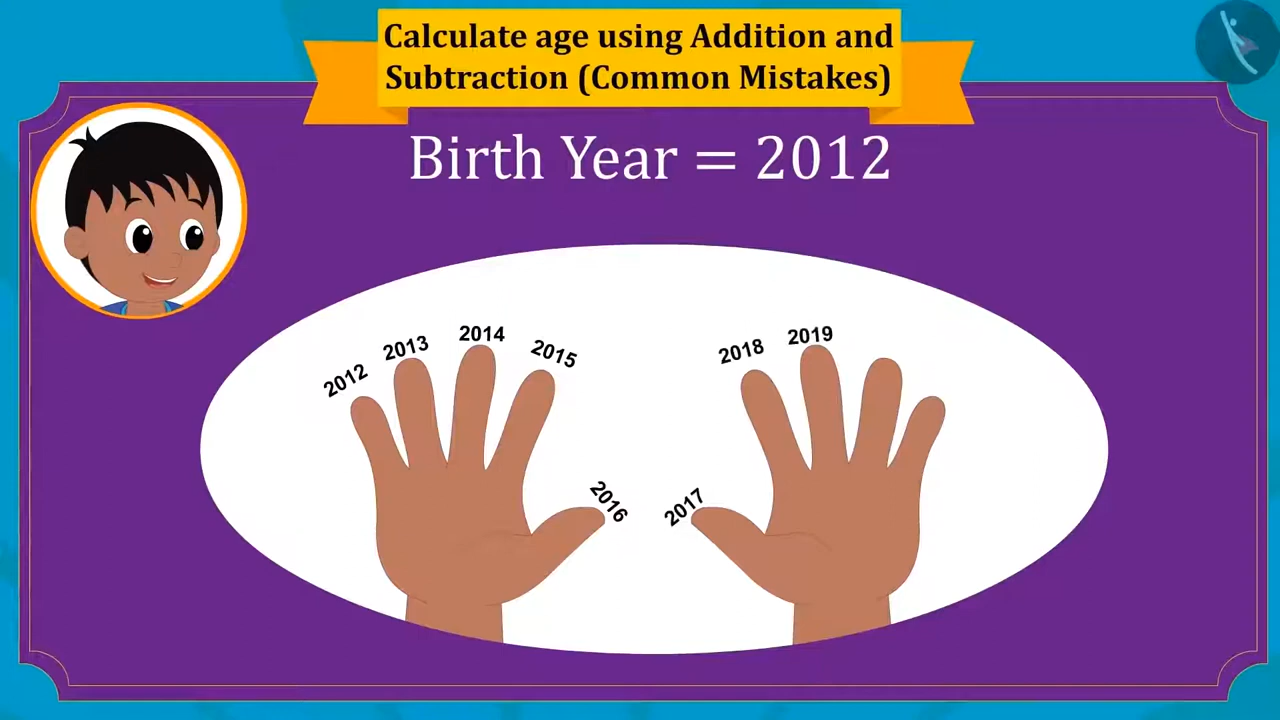 Calculate age using Addition and
Subtraction (Common Mistakes)
Birth Year = 2012
2012
2013
2014
2015
2016
2017
2018
2019